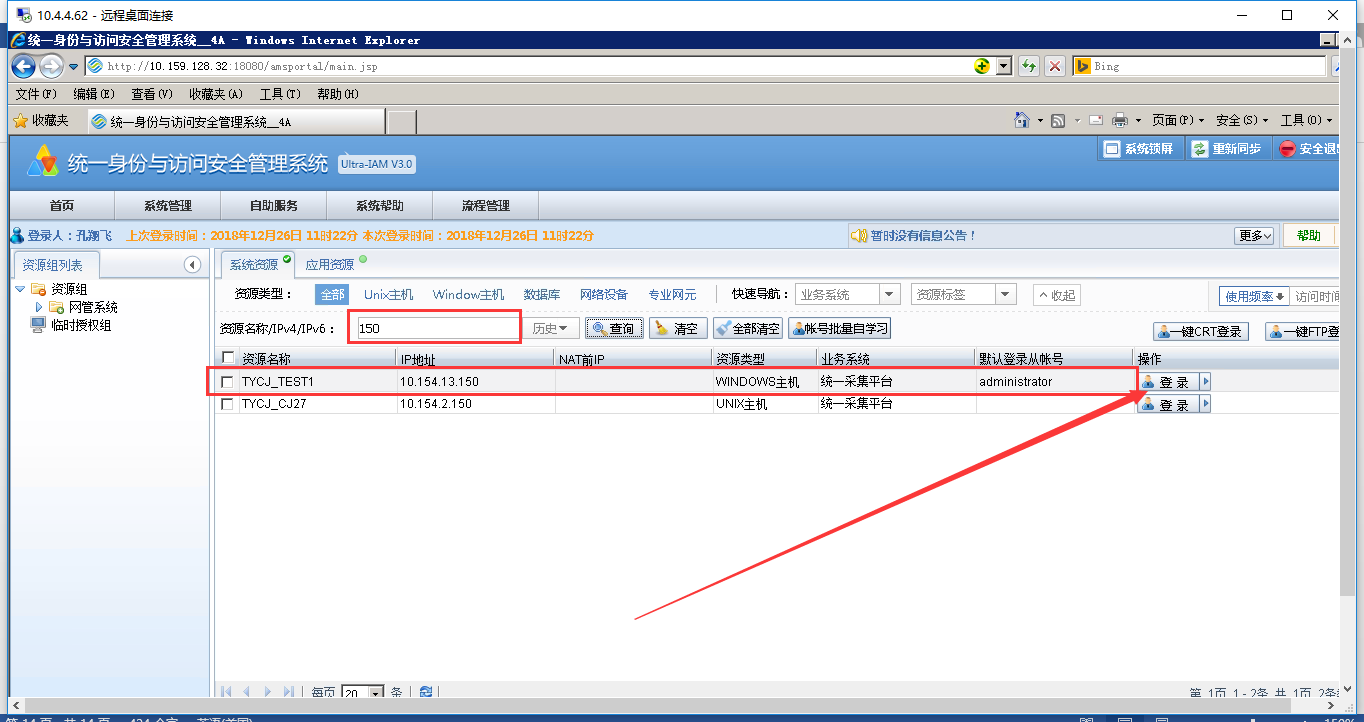 10.4.4.62 - 远程桌面连接
统一身份与访问安全管理系统__4A - Windows Internet Explorer
http://10.159.128.32:18080/amsportal/main.jsp Bing
文件(F) 编辑(E) 查看(V) 收藏夹(A) 工具(T) 帮助(H)
收藏夹 统一身份与访问安全管理系统__4A 页面(P) 安全(S) 工具(O)
统一身份与访问安全管理系统 Ultra-IAM V3.0 系统锁屏 重新同步 安全退
首页 系统管理 自助服务 系统帮助 流程管理
登录人：孔翔飞 上次登录时间：2018年12月26日 11时22分 本次登录时间：2018年12月26日 11时22分 暂时没有信息公告！ 更多 帮助
资源组列表 系统资源 应用资源
资源组
网管系统
临时授权组
资源类型： 全部 Unix主机 Window主机 数据库 网络设备 专业网元 快速导航： 业务系统 资源标签 收起 使用频率 访问时间
资源名称/IPv4/IPv6： 150 历史 查询 清空 全部清空 帐号批量自学习 一键CRT登录 一键FTP登
资源名称 IP地址 NAT前IP 资源类型 业务系统 默认登录从帐号 操作
TYCJ_TEST1 10.154.13.150 WINDOWS主机 统一采集平台 administrator 登 录
TYCJ_CJ27 10.154.2.150 UNIX主机 统一采集平台 登 录
每页 20 条 第 1页 1 - 2条 共 1页 2条
第 14 页，共 14 页 434 个字 英语(美国) 150%